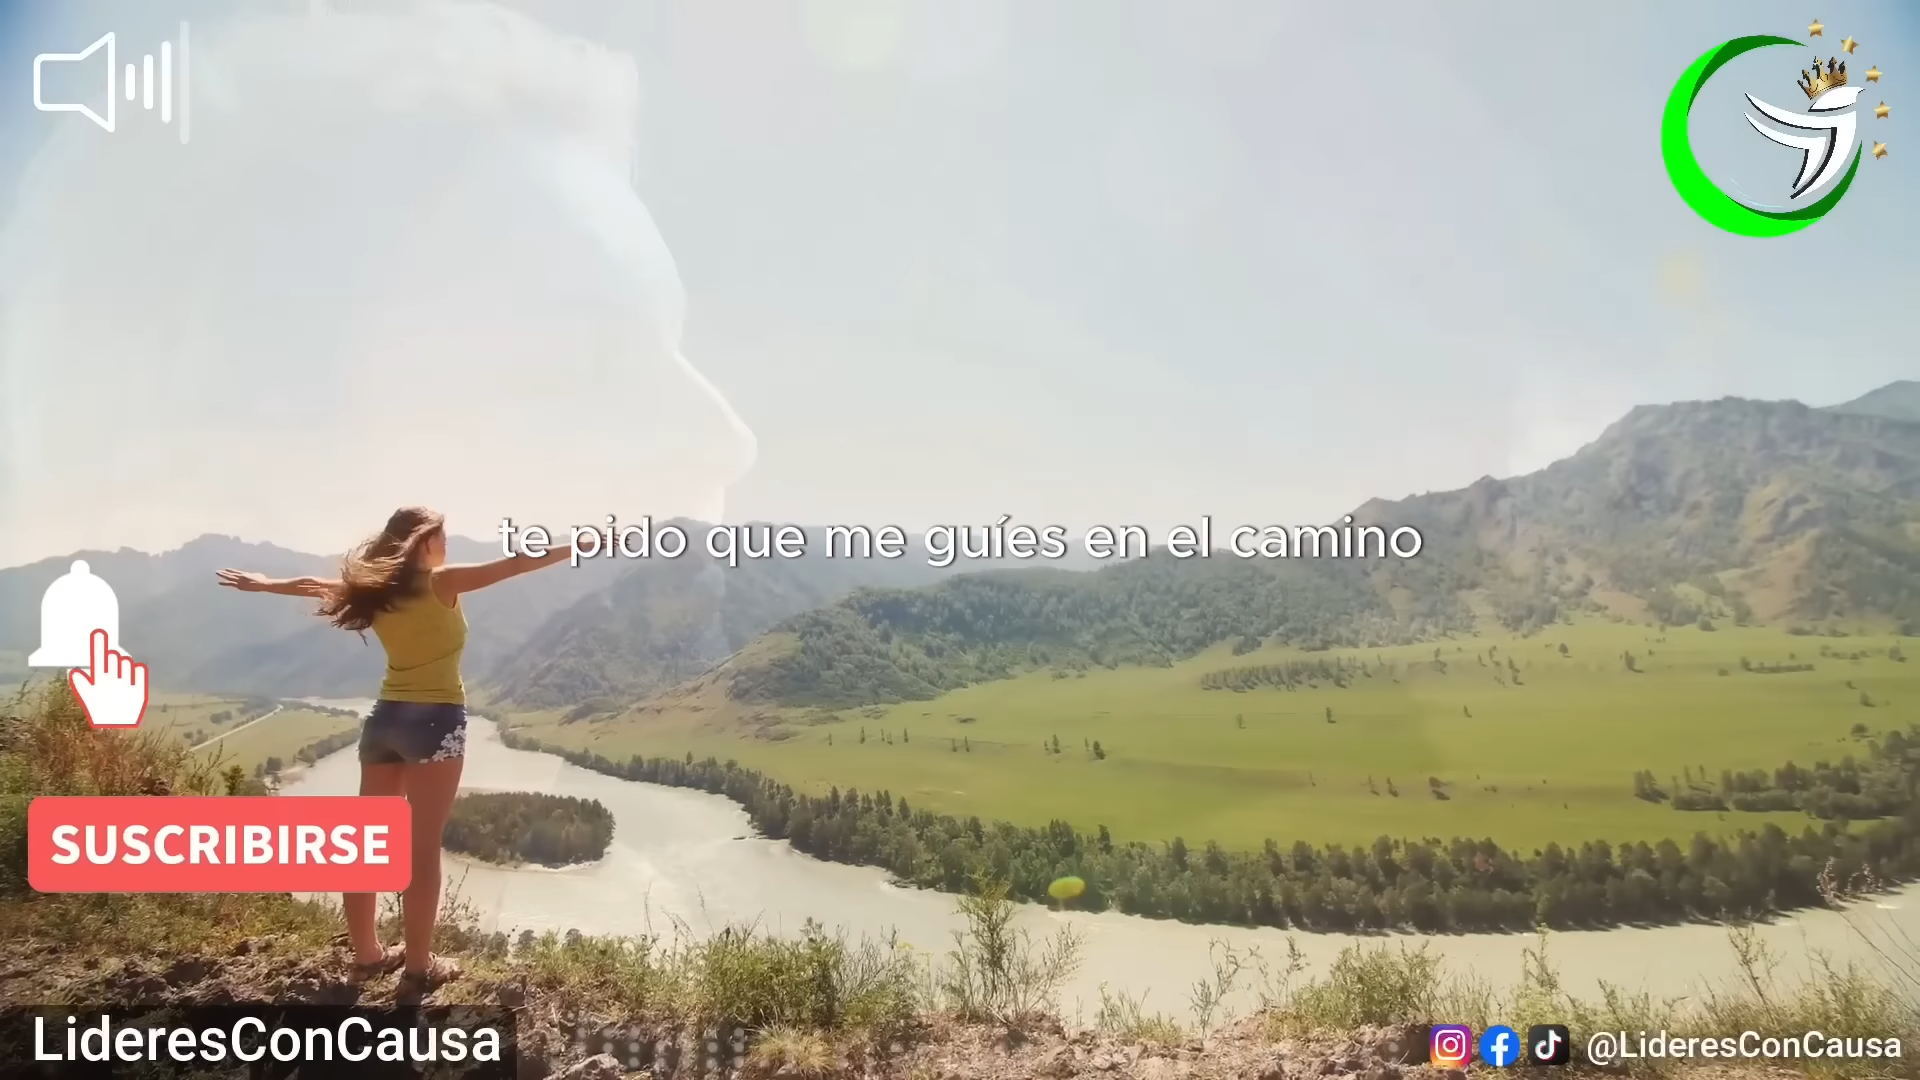 te pido que me guíes en el camino
SUSCRIBIRSE
LideresConCausa
@LideresConCausa